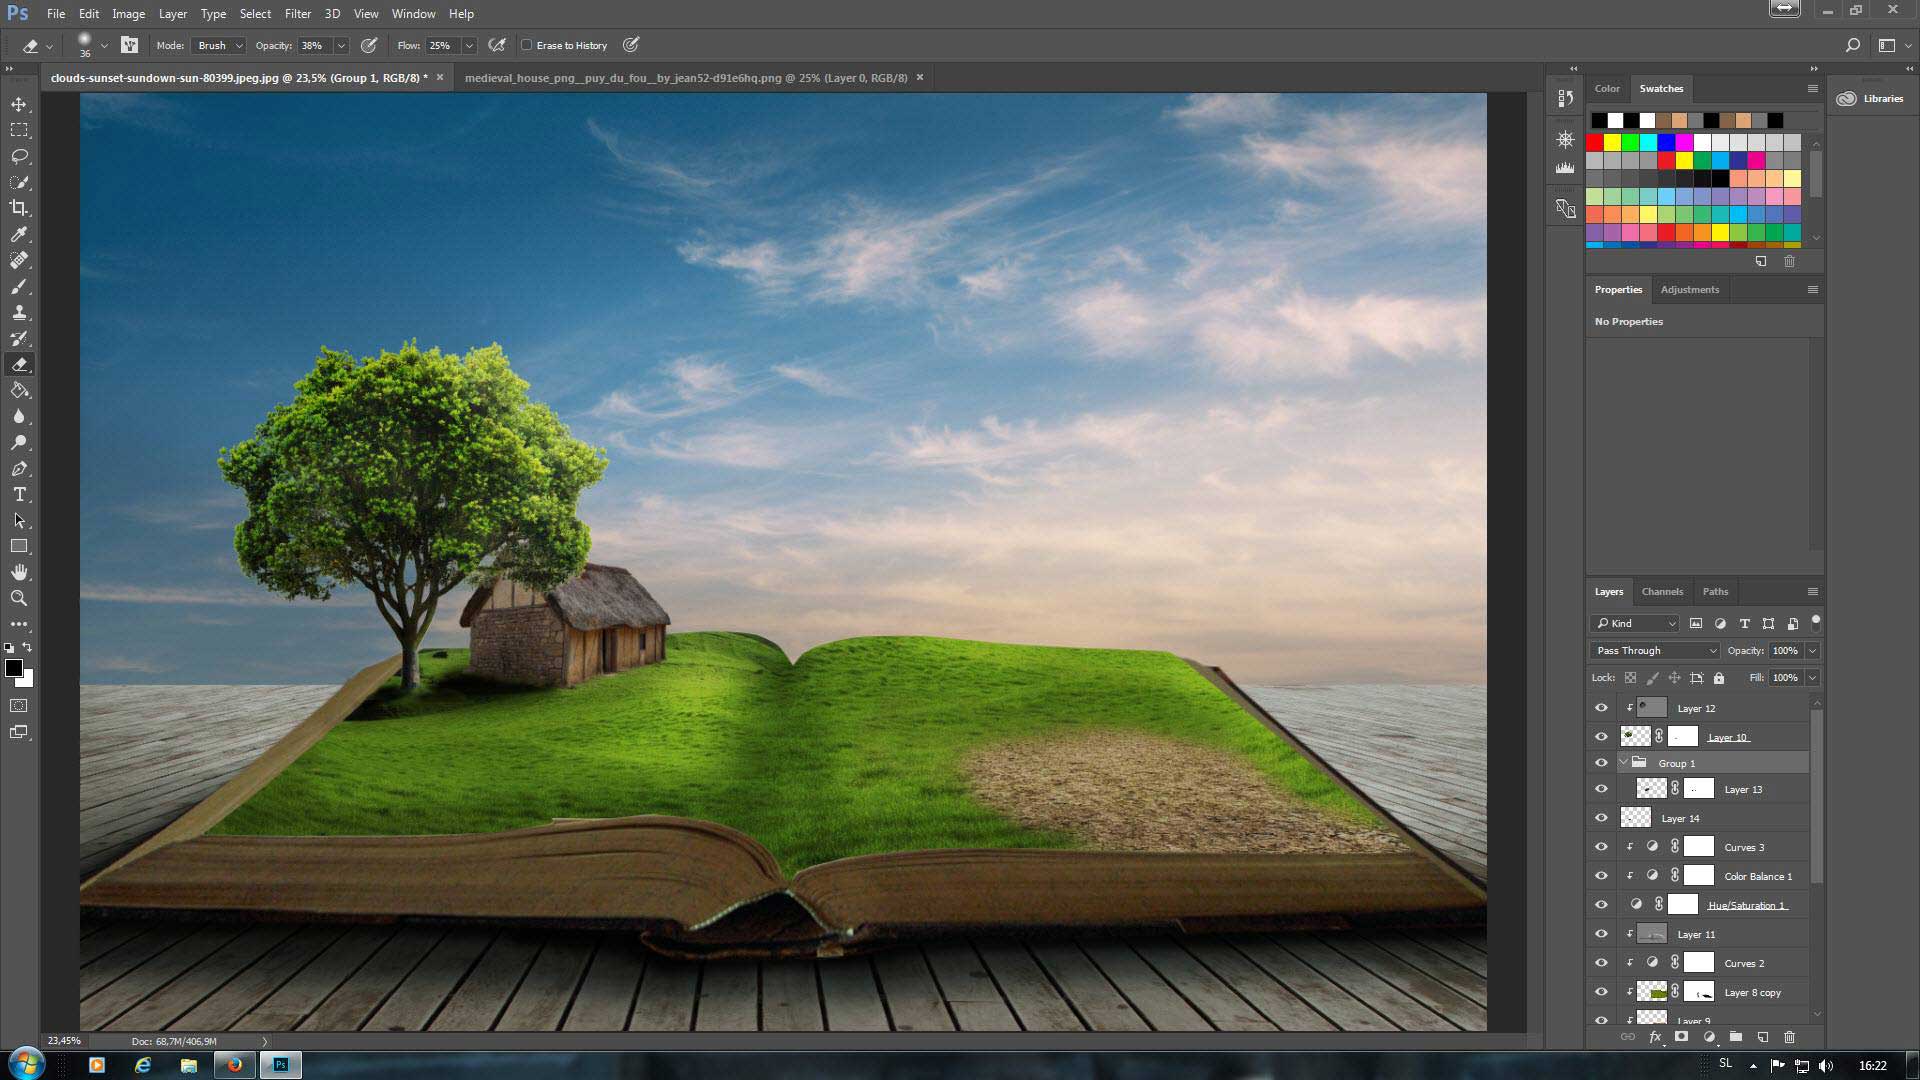 Ps File Edit Image Layer Type Select Filter 3D View Window Help
36 Mode: Brush Opacity: 38% Flow: 25% Erase to History
clouds-sunset-sundown-sun-80399.jpeg.jpg @ 23,5% (Group 1, RGB/8) * × medieval_house_png__puy_du_fou__by_jean52-d91e6hq.png @ 25% (Layer 0, RGB/8) ×
Color Swatches
Libraries
Properties Adjustments
No Properties
Layers Channels Paths
Kind
Pass Through Opacity: 100%
Lock: Fill: 100%
Layer 12
Layer 10
Group 1
Layer 13
Layer 14
Curves 3
Color Balance 1
Hue/Saturation 1
Layer 11
Curves 2
Layer 8 copy
Layer 9
23,45% Doc: 68,7M/406,9M
fx
Ps SL 16:22